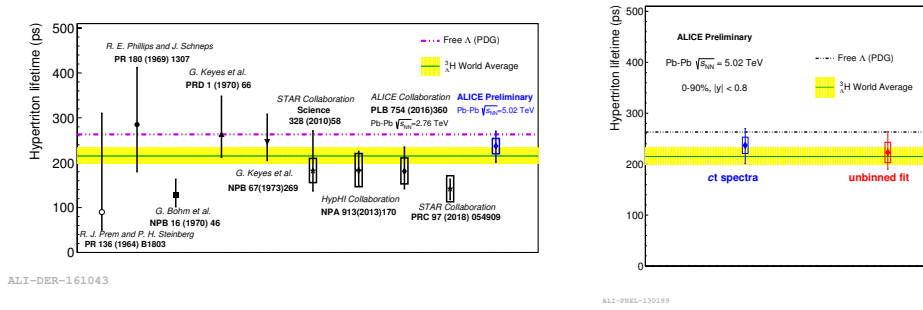 Hypertriton lifetime (ps)
500
400
300
200
100
0
R. E. Phillips and J. Schneps
PR 180 (1969) 1307
G. Keyes et al.
PRD 1 (1970) 66
STAR Collaboration
Science
328 (2010)58
ALICE Collaboration
PLB 754 (2016)360
Pb-Pb √sNN=2.76 TeV
ALICE Preliminary
Pb-Pb √sNN=5.02 TeV
Free Λ (PDG)
3ΛH World Average
R. J. Prem and P. H. Steinberg
PR 136 (1964) B1803
G. Bohm et al.
NPB 16 (1970) 46
G. Keyes et al.
NPB 67(1973)269
HypHI Collaboration
NPA 913(2013)170
STAR Collaboration
PRC 97 (2018) 054909
ALI-DER-161043
Hypertriton lifetime (ps)
500
400
300
200
100
0
ALICE Preliminary
Pb-Pb √sNN = 5.02 TeV
0-90%, |y| < 0.8
Free Λ (PDG)
3ΛH World Average
ct spectra
unbinned fit
ALI-PREL-130199